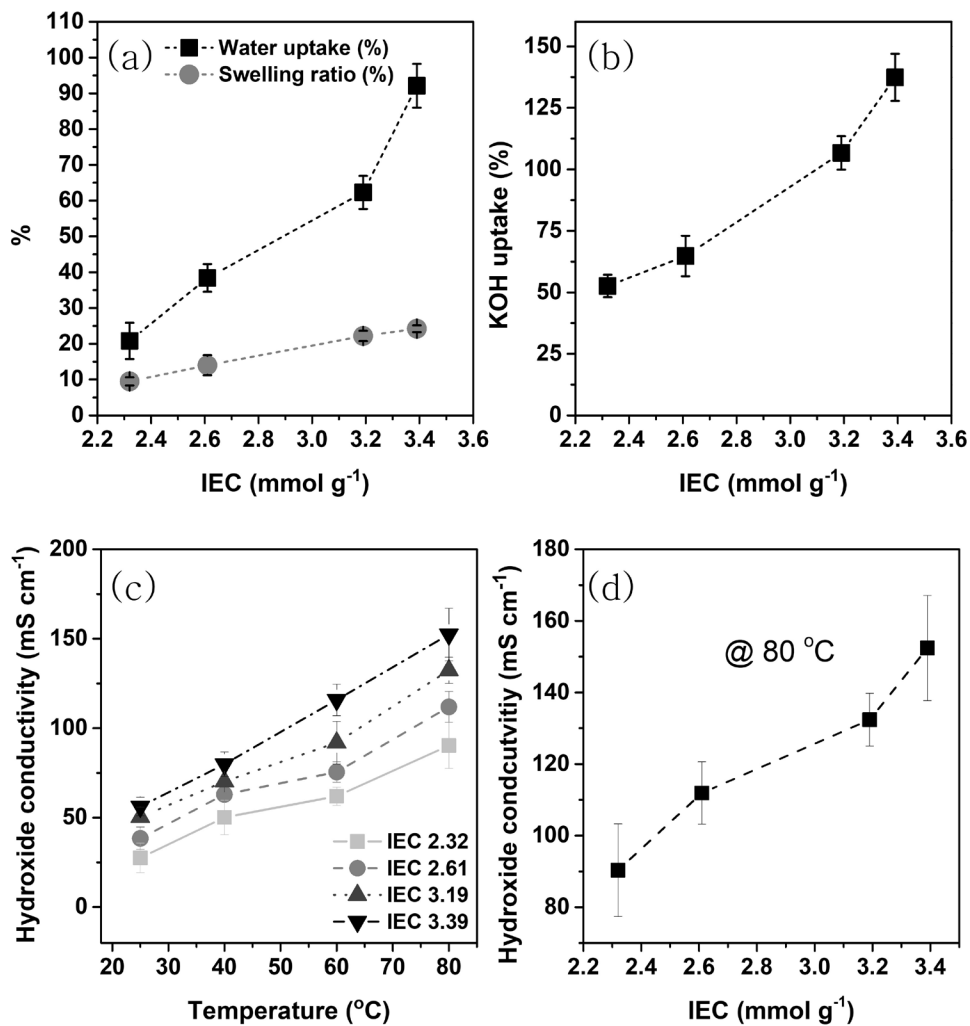 (a)
Water uptake (%)
Swelling ratio (%)
110
100
90
80
70
60
50
40
30
20
10
0
%
2.2 2.4 2.6 2.8 3.0 3.2 3.4 3.6
IEC (mmol g⁻¹)
(b)
150
125
100
75
50
25
0
KOH uptake (%)
2.2 2.4 2.6 2.8 3.0 3.2 3.4 3.6
IEC (mmol g⁻¹)
(c)
200
150
100
50
0
Hydroxide conductivity (mS cm⁻¹)
IEC 2.32
IEC 2.61
IEC 3.19
IEC 3.39
20 30 40 50 60 70 80
Temperature (°C)
(d)
@ 80 °C
180
160
140
120
100
80
Hydroxide condcutvitiy (mS cm⁻¹)
2.2 2.4 2.6 2.8 3.0 3.2 3.4
IEC (mmol g⁻¹)